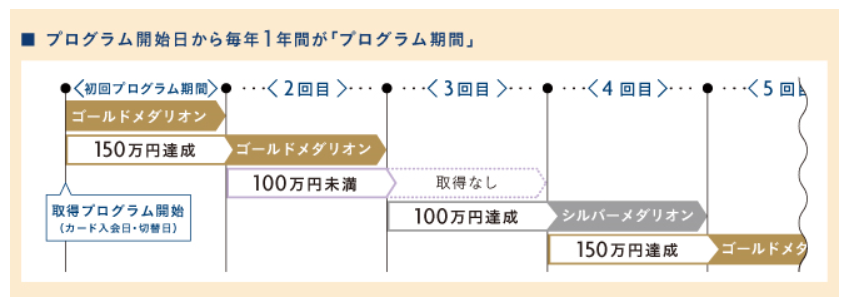 ■ プログラム開始日から毎年1年間が「プログラム期間」
〈初回プログラム期間〉 ･･･〈 2回目 〉･･･ ･･･〈 3回目 〉･･･ ･･･〈 4回目 〉･･･ ･･･〈 5回目
ゴールドメダリオン
150万円達成 ゴールドメダリオン
100万円未満 取得なし
取得プログラム開始
（カード入会日・切替日）
100万円達成 シルバーメダリオン
150万円達成 ゴールドメダ